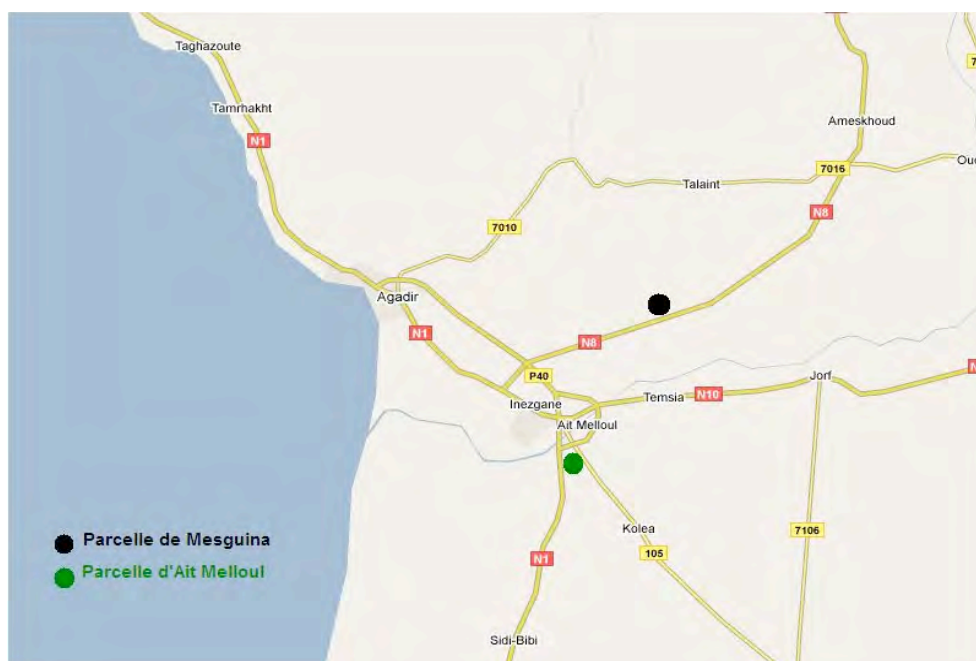 Taghazoute
Tamrhakht
N1
Ameskhoud
7016
Talaint
N8
7010
Agadir
N1
N8
P40
Jorf
Inezgane
Temsia
N10
Ait Melloul
Kolea
7106
105
N1
Sidi-Bibi
Parcelle de Mesguina
Parcelle d'Ait Melloul